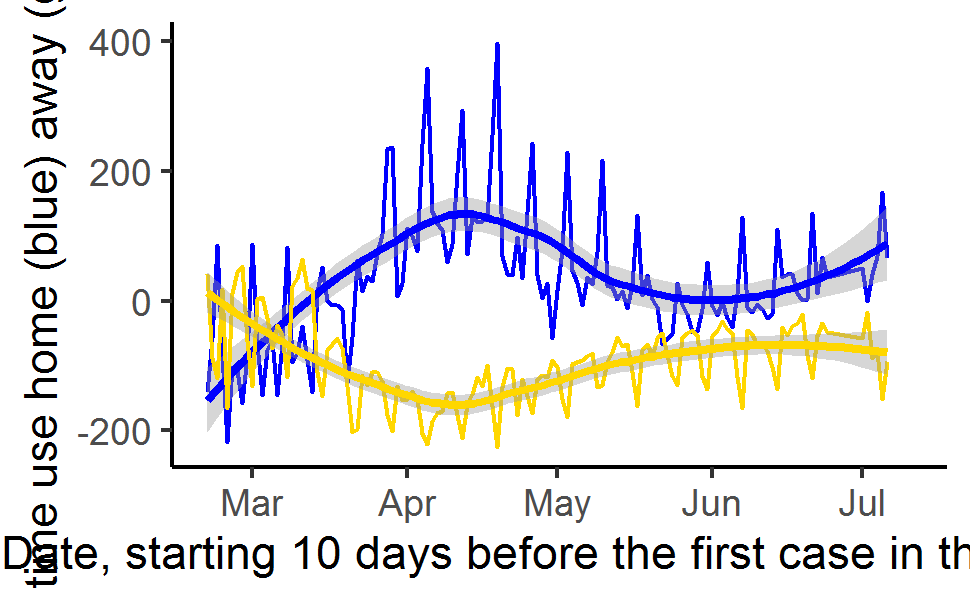 time use home (blue) away (
400
200
0
-200
Mar Apr May Jun Jul
Date, starting 10 days before the first case in th